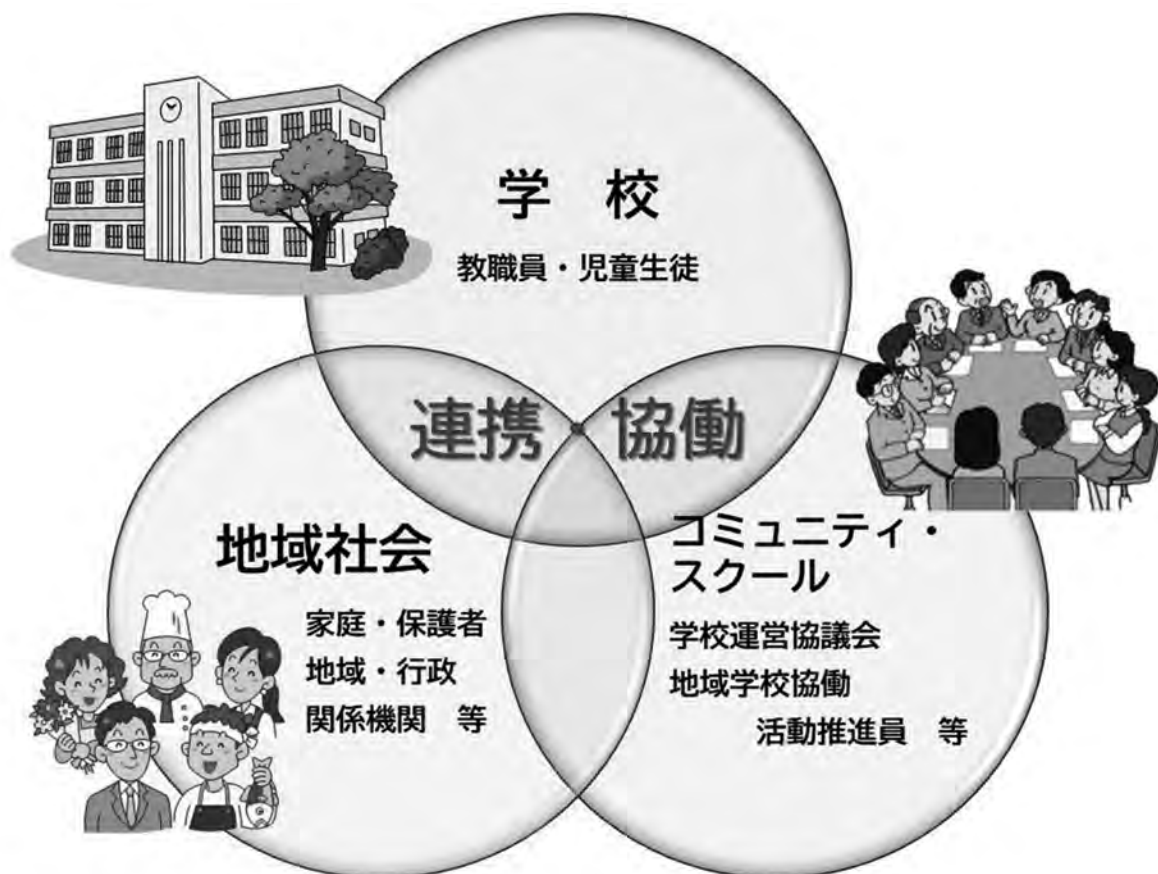 学 校
教職員・児童生徒
連携・協働
地域社会
家庭・保護者
地域・行政
関係機関 等
コミュニティ・
スクール
学校運営協議会
地域学校協働
活動推進員 等